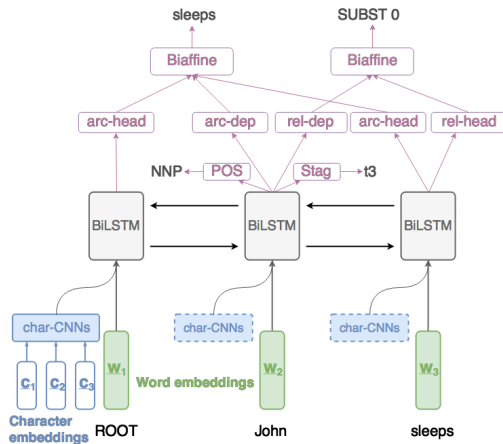 sleeps SUBST 0
Biaffine Biaffine
arc-head arc-dep rel-dep arc-head rel-head
NNP POS Stag t3
BiLSTM BiLSTM BiLSTM
char-CNNs char-CNNs char-CNNs
c1 c2 c3 w1 Word embeddings w2 w3
Character
embeddings
ROOT John sleeps